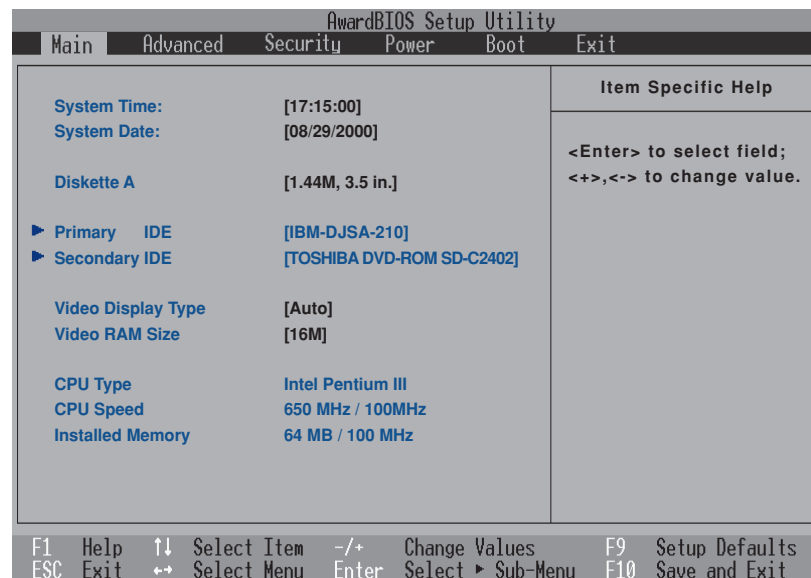 AwardBIOS Setup Utility
Main Advanced Security Power Boot Exit
System Time: [17:15:00]
System Date: [08/29/2000]
Diskette A [1.44M, 3.5 in.]
Primary IDE [IBM-DJSA-210]
Secondary IDE [TOSHIBA DVD-ROM SD-C2402]
Video Display Type [Auto]
Video RAM Size [16M]
CPU Type Intel Pentium III
CPU Speed 650 MHz / 100MHz
Installed Memory 64 MB / 100 MHz
Item Specific Help
<Enter> to select field;
<+>,<-> to change value.
F1 Help ↑↓ Select Item -/+ Change Values F9 Setup Defaults
ESC Exit ←→ Select Menu Enter Select ▶ Sub-Menu F10 Save and Exit